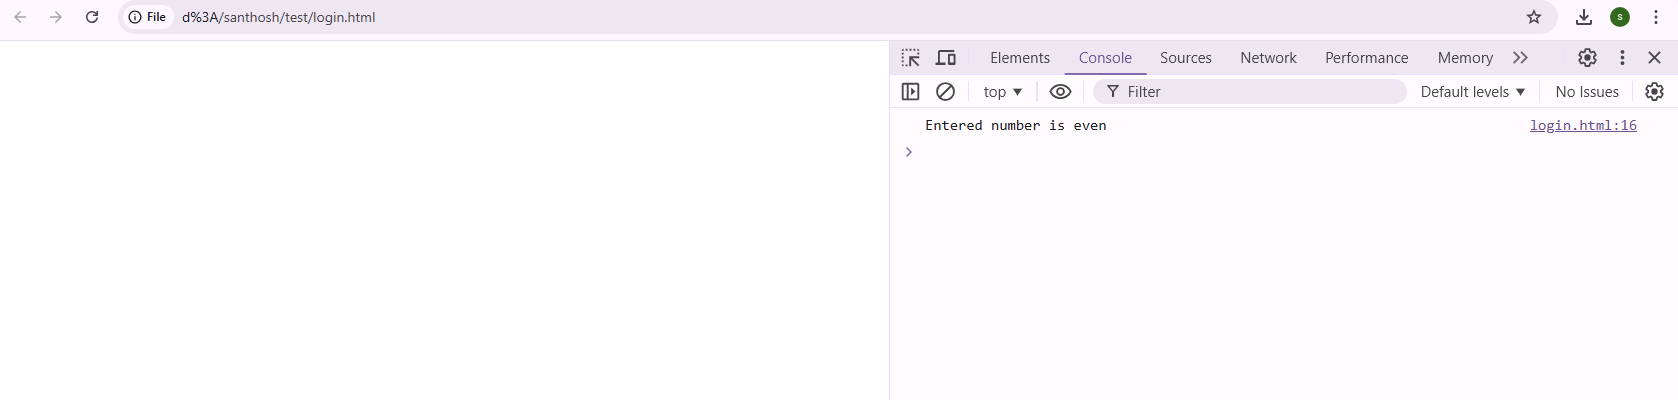 File d%3A/santhosh/test/login.html S
Elements Console Sources Network Performance Memory
top Filter Default levels No Issues
Entered number is even login.html:16